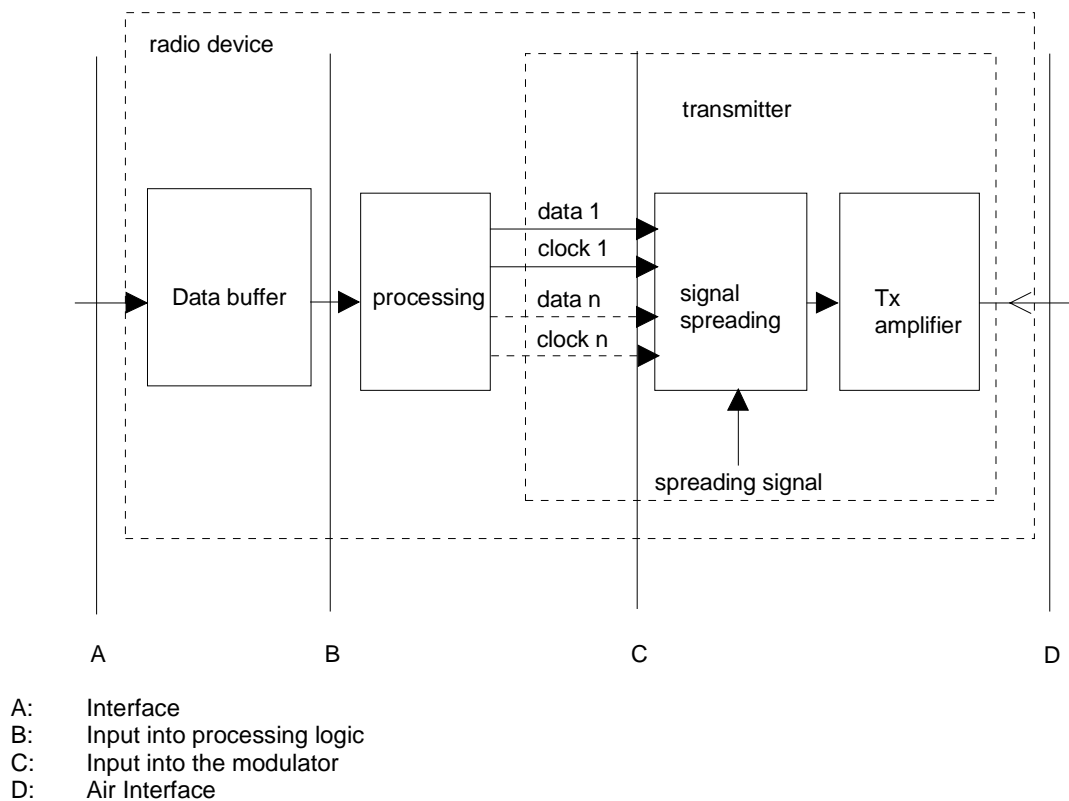 radio device
transmitter
data 1
clock 1
data n
clock n
Data buffer
processing
signal
spreading
Tx
amplifier
spreading signal
A B C D
A: Interface
B: Input into processing logic
C: Input into the modulator
D: Air Interface